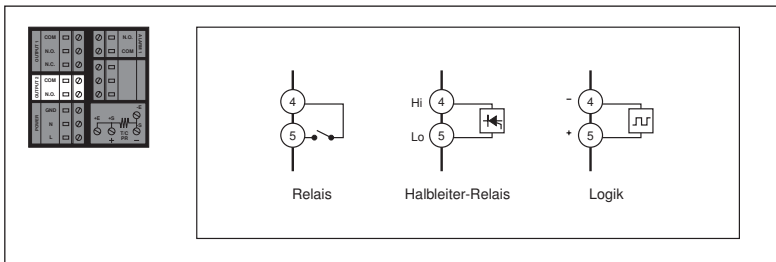 OUTPUT 1
COM
N.O.
N.C.
N.O.
COM
OUTPUT 2
COM
N.O.
POWER
GND
N
L
-E
+E
+S
-S
T/C
+
PR
−
Hi
4
5
Lo
4
5
4
5
−
+
Relais
Halbleiter-Relais
Logik